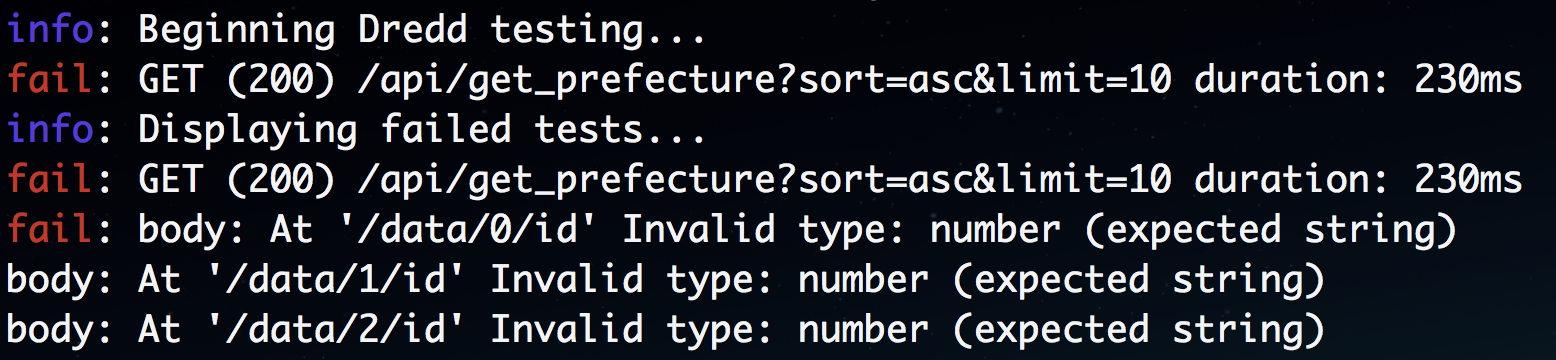 info: Beginning Dredd testing...
fail: GET (200) /api/get_prefecture?sort=asc&limit=10 duration: 230ms
info: Displaying failed tests...
fail: GET (200) /api/get_prefecture?sort=asc&limit=10 duration: 230ms
fail: body: At '/data/0/id' Invalid type: number (expected string)
body: At '/data/1/id' Invalid type: number (expected string)
body: At '/data/2/id' Invalid type: number (expected string)